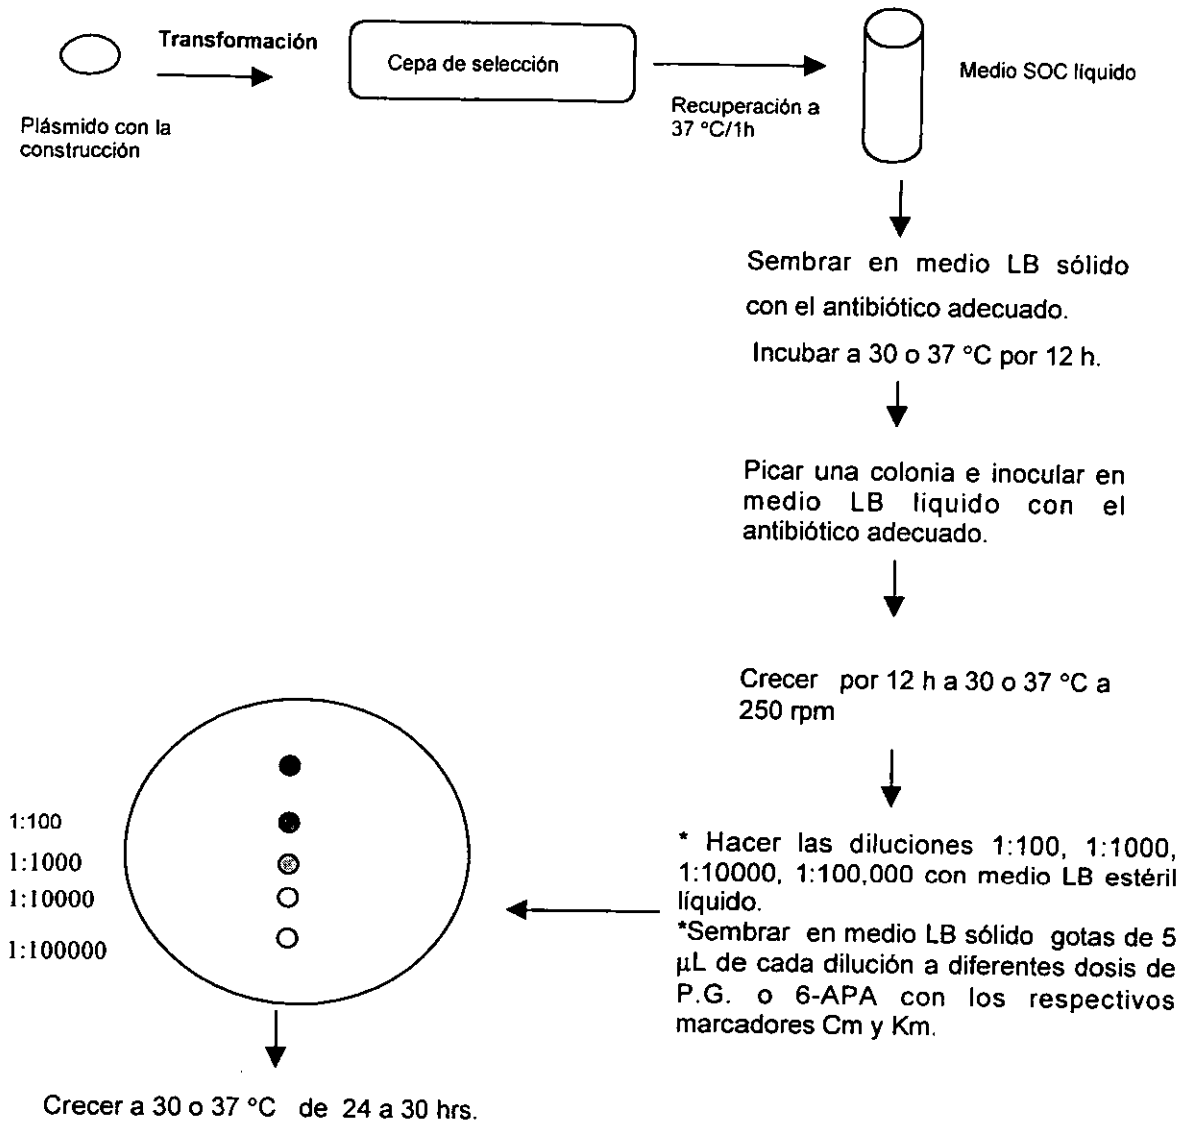 Transformación
Plásmido con la
construcción
Cepa de selección
Recuperación a
37 °C/1h
Medio SOC líquido
Sembrar en medio LB sólido
con el antibiótico adecuado.
Incubar a 30 o 37 °C por 12 h.
Picar una colonia e inocular en
medio LB liquido con el
antibiótico adecuado.
Crecer por 12 h a 30 o 37 °C a
250 rpm
* Hacer las diluciones 1:100, 1:1000,
1:10000, 1:100,000 con medio LB estéril
líquido.
*Sembrar en medio LB sólido gotas de 5
µL de cada dilución a diferentes dosis de
P.G. o 6-APA con los respectivos
marcadores Cm y Km.
1:100
1:1000
1:10000
1:100000
Crecer a 30 o 37 °C de 24 a 30 hrs.